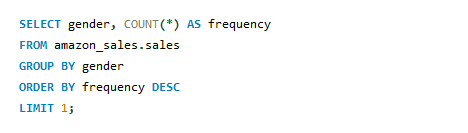 SELECT gender, COUNT(*) AS frequency
FROM amazon_sales.sales
GROUP BY gender
ORDER BY frequency DESC
LIMIT 1;